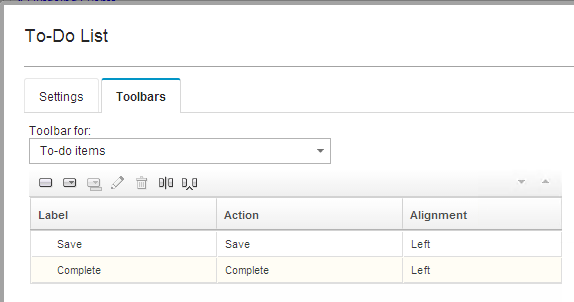 To-Do List
Settings Toolbars
Toolbar for:
To-do items
Label Action Alignment
Save Save Left
Complete Complete Left